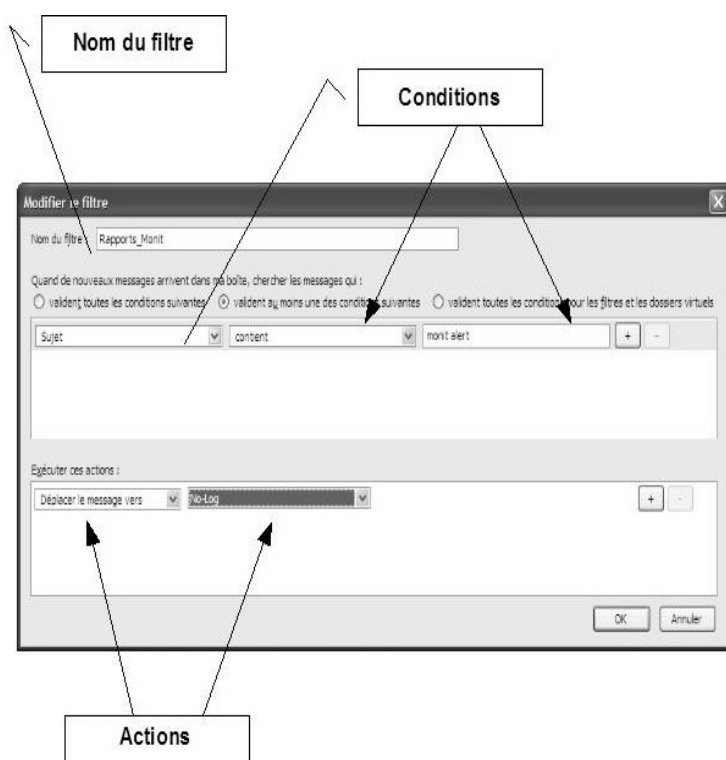 Nom du filtre
Conditions
Modifier le filtre
Nom du filtre : Rapports_Monit
Quand de nouveaux messages arrivent dans ma boîte, chercher les messages qui :
valident toutes les conditions suivantes valident au moins une des conditions suivantes valident toutes les conditions pour les filtres et les dossiers virtuels
Sujet content monit alert + -
Exécuter ces actions :
Déplacer le message vers No-Log + -
OK Annuler
Actions